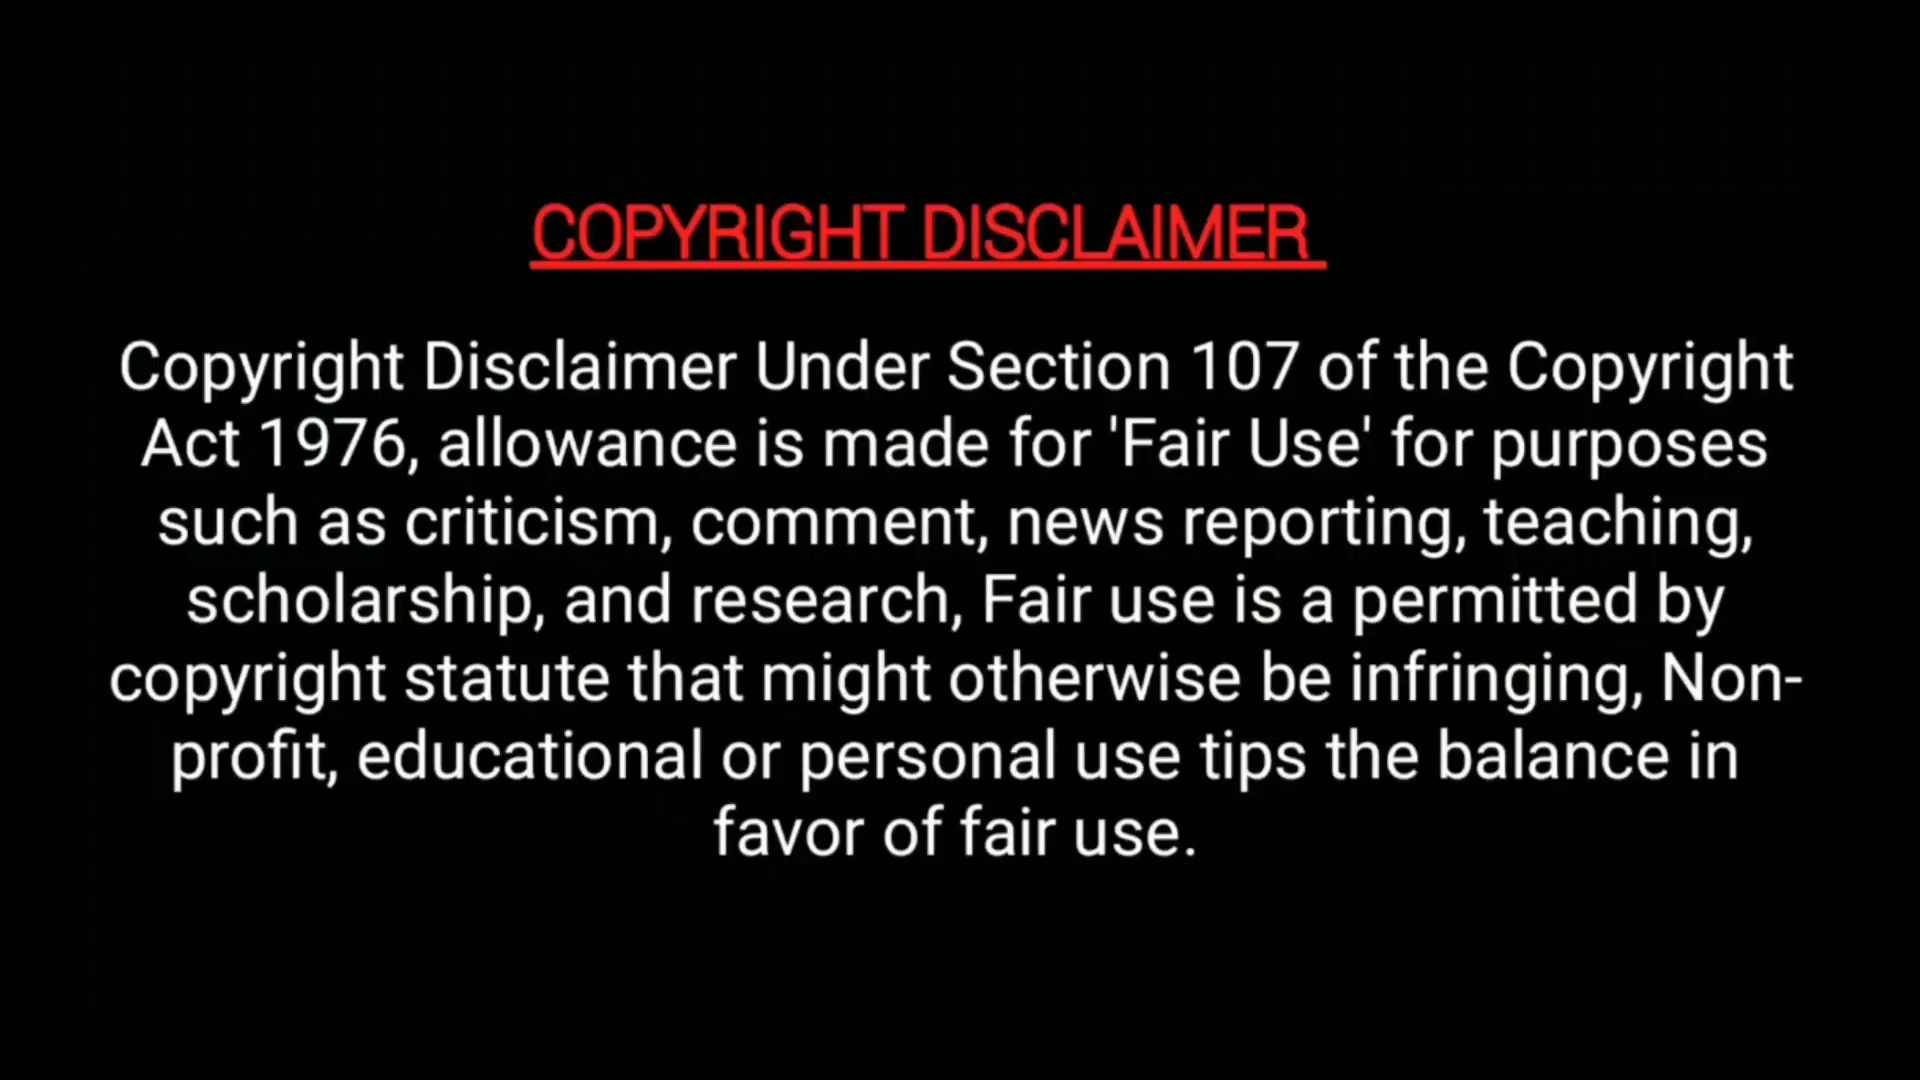 COPYRIGHT DISCLAIMER
Copyright Disclaimer Under Section 107 of the Copyright
Act 1976, allowance is made for 'Fair Use' for purposes
such as criticism, comment, news reporting, teaching,
scholarship, and research, Fair use is a permitted by
copyright statute that might otherwise be infringing, Non-
profit, educational or personal use tips the balance in
favor of fair use.